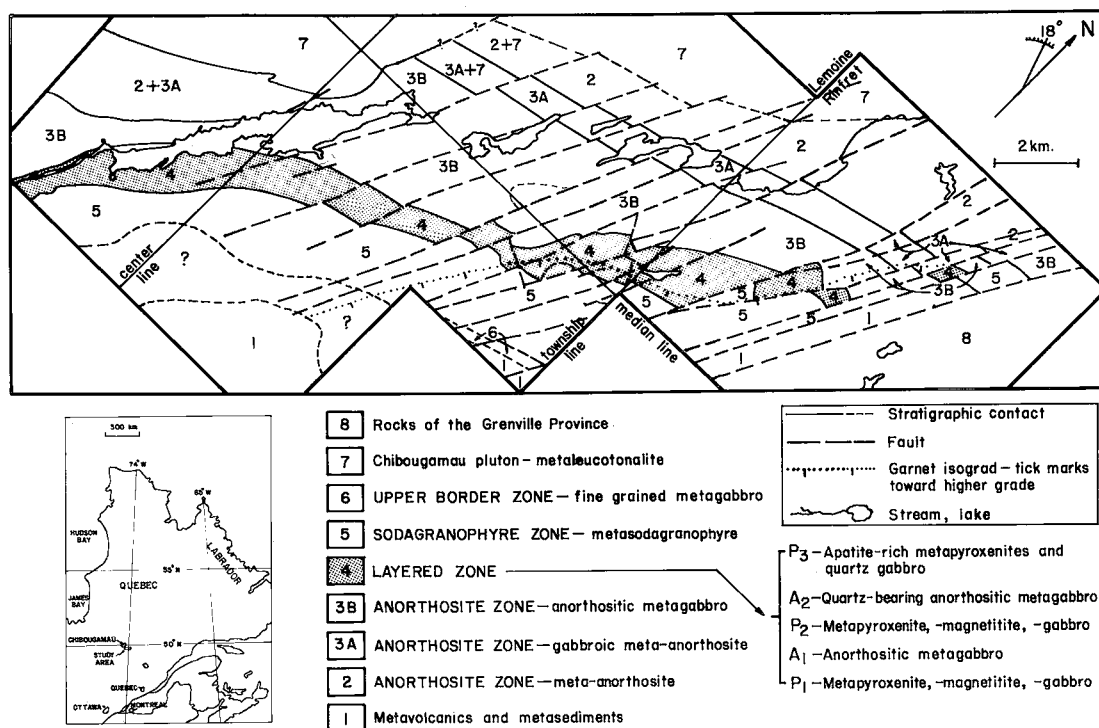 7
2+7
7
18°
N
2+3A
3B
3A+7
2
Lemoine
Rinfret
7
3A
2
2 km.
3B
3B
3A
4
3B
2
5
4
3B
3A
2
center line
?
5
4
4
3B
4
3B
5
5
4
4
5
?
5
5
1
8
6
1
township line
median line
1
1
500 km
74°W
65°W
HUDSON BAY
LABRADOR
QUEBEC
55°N
JAMES BAY
CHIBOUGAMAU
STUDY AREA
50°N
QUEBEC
OTTAWA
MONTREAL
8 Rocks of the Grenville Province
7 Chibougamau pluton – metaleucotonalite
6 UPPER BORDER ZONE – fine grained metagabbro
5 SODAGRANOPHYRE ZONE – metasodagranophyre
4 LAYERED ZONE
3B ANORTHOSITE ZONE – anorthositic metagabbro
3A ANORTHOSITE ZONE – gabbroic meta-anorthosite
2 ANORTHOSITE ZONE – meta-anorthosite
1 Metavolcanics and metasediments
Stratigraphic contact
Fault
Garnet isograd – tick marks
toward higher grade
Stream, lake
P3 – Apatite-rich metapyroxenites and
quartz gabbro
A2 – Quartz-bearing anorthositic metagabbro
P2 – Metapyroxenite, -magnetitite, -gabbro
A1 – Anorthositic metagabbro
P1 – Metapyroxenite, -magnetitite, -gabbro